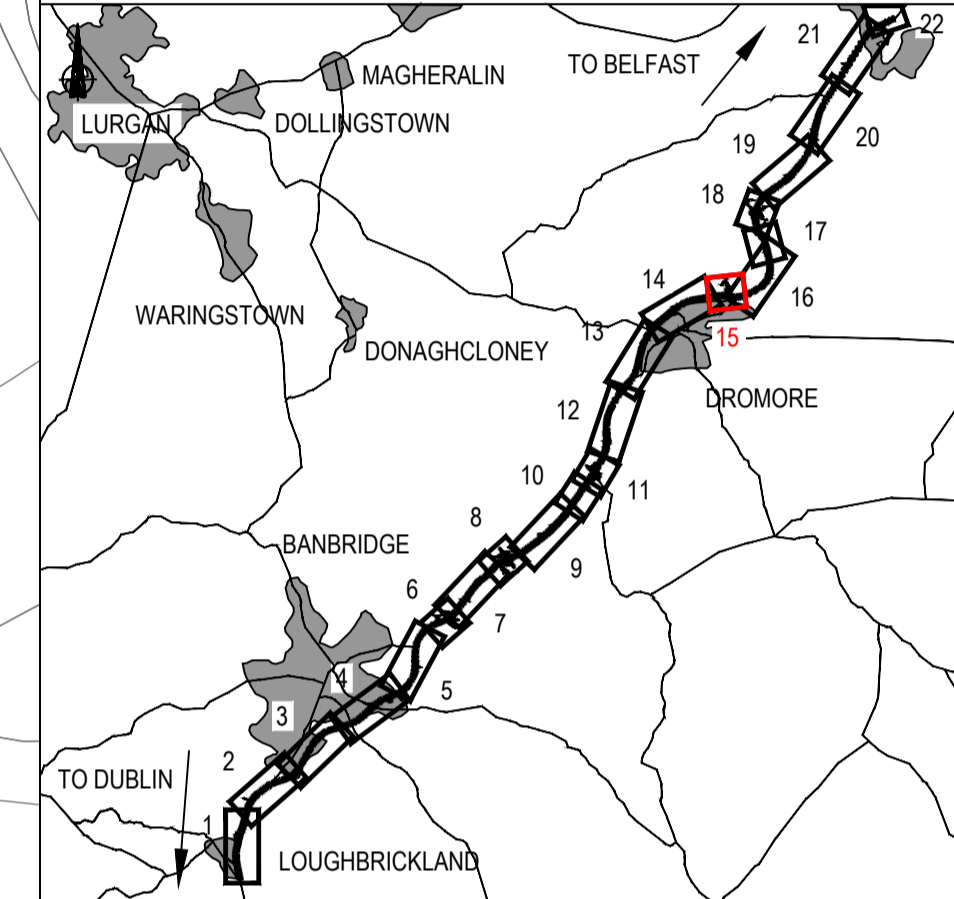 22
21
TO BELFAST
MAGHERALIN
LURGAN
DOLLINGSTOWN
20
19
18
17
14
16
WARINGSTOWN
13
15
DONAGHCLONEY
DROMORE
12
10
11
8
BANBRIDGE
9
6
7
4
5
3
2
TO DUBLIN
1
LOUGHBRICKLAND